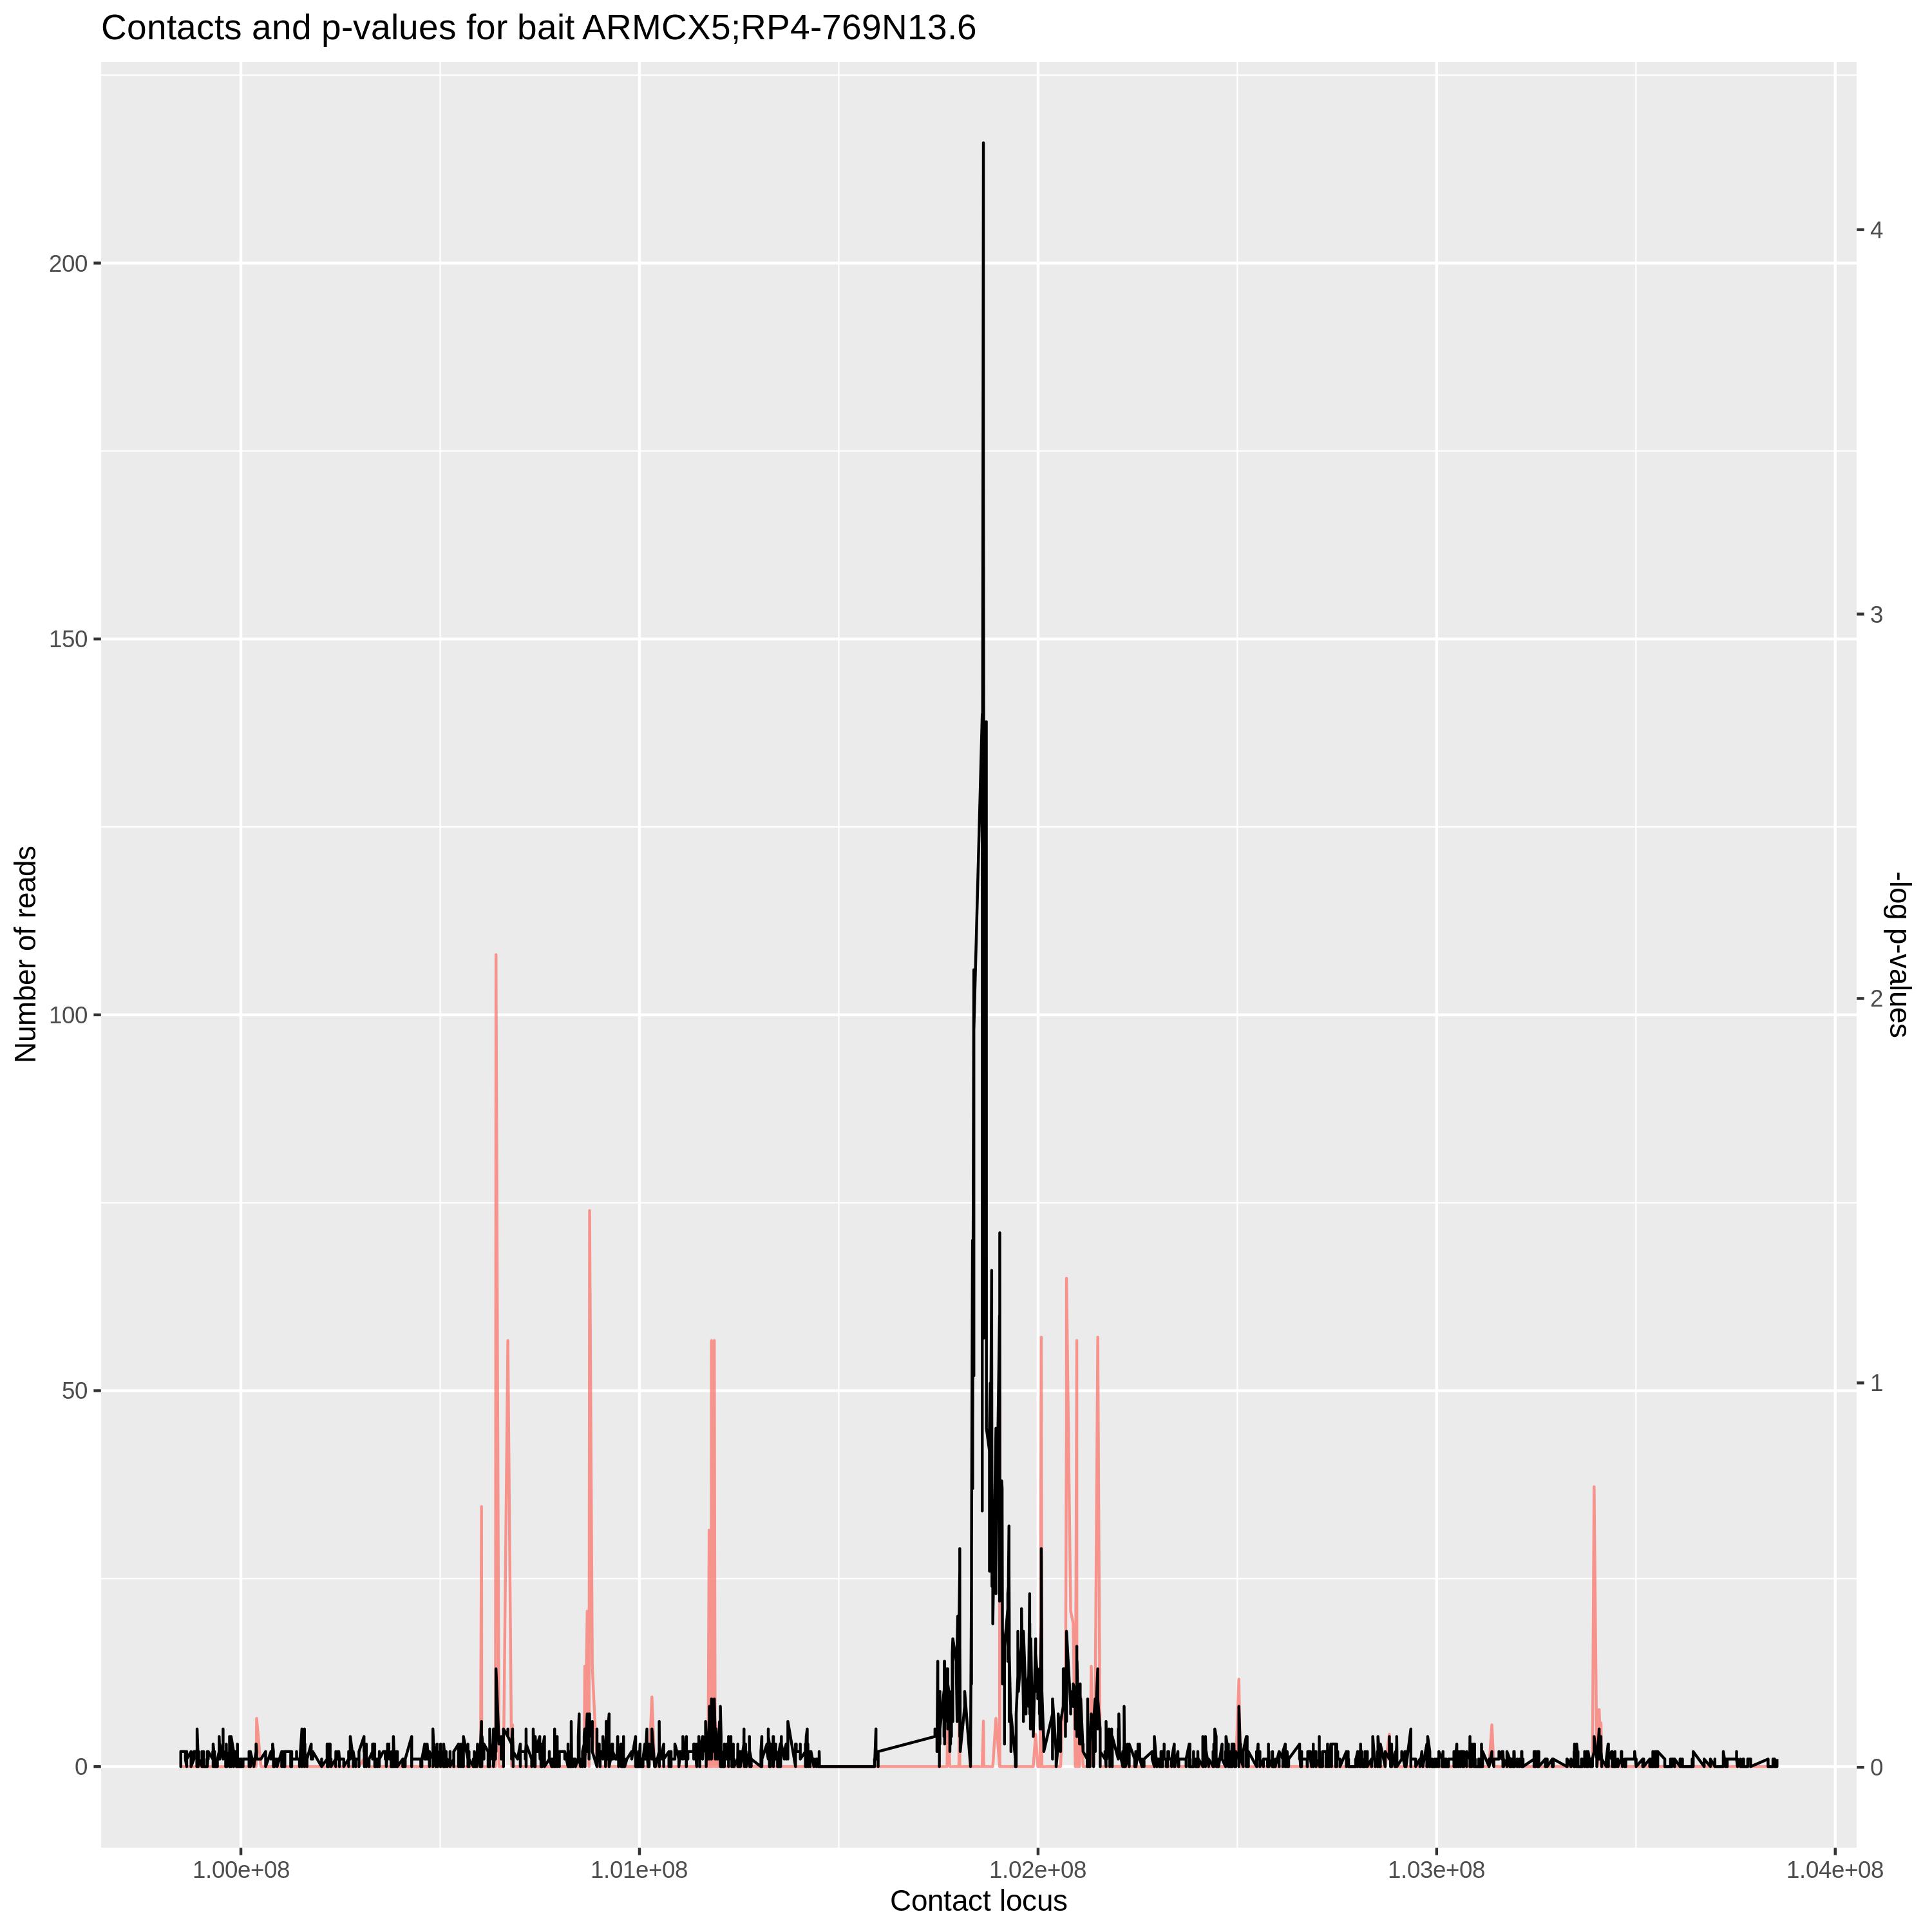 Contacts and p-values for bait ARMCX5;RP4-769N13.6
200
150
100
50
0
Number of reads
4
3
2
1
0
-log p-values
1.00e+08
1.01e+08
1.02e+08
1.03e+08
1.04e+08
Contact locus